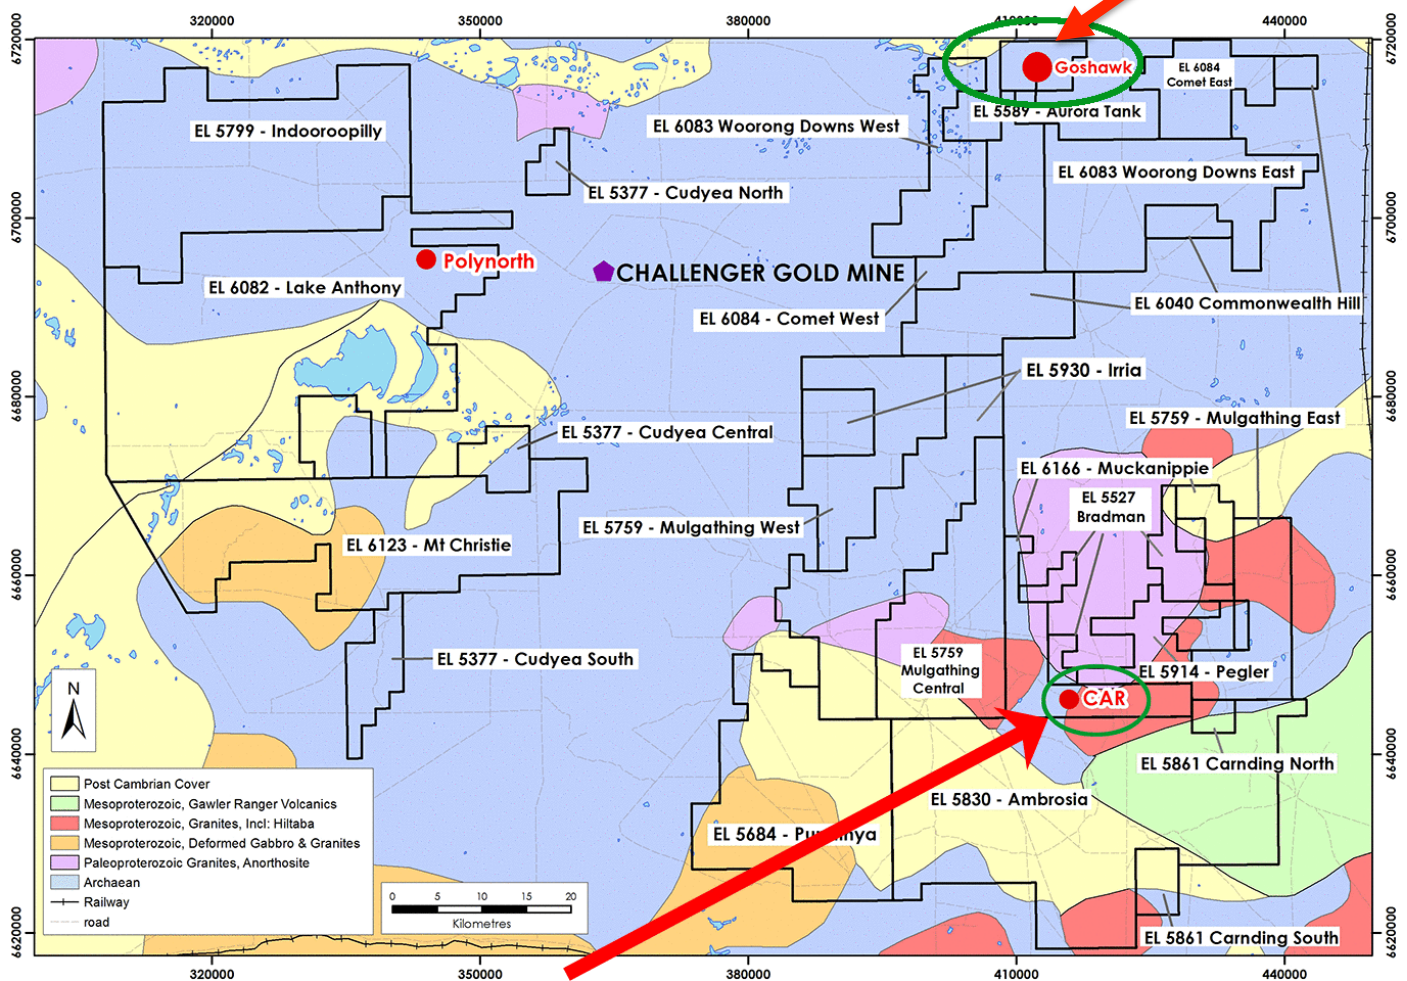 320000
350000
380000
410000
440000
6720000
6720000
Goshawk
EL 6084
Comet East
EL 5589 - Aurora Tank
EL 5799 - Indooroopilly
EL 6083 Woorong Downs West
EL 6083 Woorong Downs East
EL 5377 - Cudyea North
6700000
6700000
Polynorth
CHALLENGER GOLD MINE
EL 6082 - Lake Anthony
EL 6040 Commonwealth Hill
EL 6084 - Comet West
EL 5930 - Irria
6680000
6680000
EL 5759 - Mulgathing East
EL 5377 - Cudyea Central
EL 6166 - Muckanippie
EL 5527
Bradman
EL 5759 - Mulgathing West
EL 6123 - Mt Christie
6660000
6660000
EL 5377 - Cudyea South
EL 5759
Mulgathing
Central
EL 5914 - Pegler
CAR
N
6640000
6640000
EL 5861 Carnding North
EL 5830 - Ambrosia
EL 5684 -
Post Cambrian Cover
Mesoproterozoic, Gawler Ranger Volcanics
Mesoproterozoic, Granites, Incl: Hiltaba
Mesoproterozoic, Deformed Gabbro & Granites
Paleoproterozoic Granites, Anorthosite
Archaean
Railway
road
0 5 10 15 20
Kilometres
6620000
6620000
EL 5861 Carnding South
320000
350000
380000
410000
440000